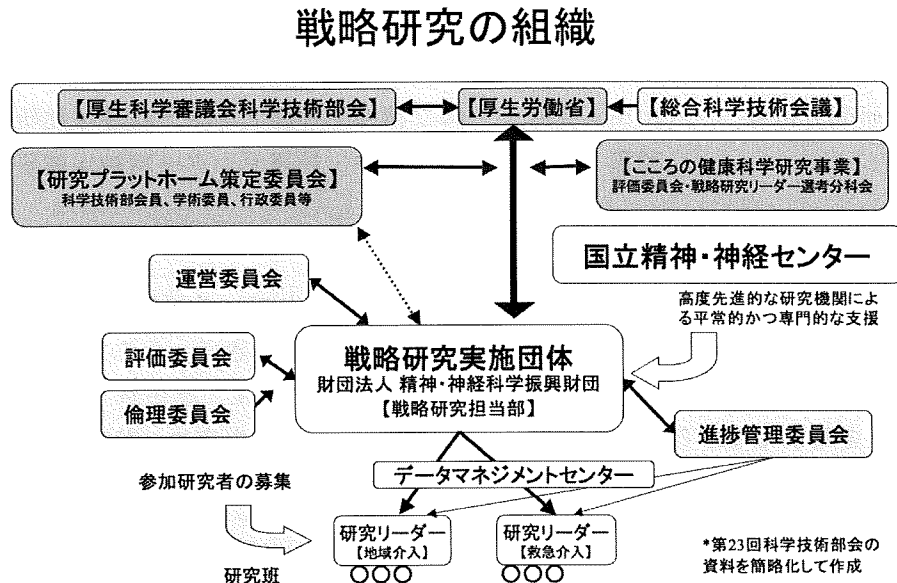 戦略研究の組織
【厚生科学審議会科学技術部会】
【厚生労働省】
【総合科学技術会議】
【研究プラットホーム策定委員会】
科学技術部会員、学術委員、行政委員等
【こころの健康科学研究事業】
評価委員会・戦略研究リーダー選考分科会
国立精神・神経センター
運営委員会
高度先進的な研究機関によ
る平常的かつ専門的な支援
評価委員会
戦略研究実施団体
財団法人 精神・神経科学振興財団
【戦略研究担当部】
倫理委員会
進捗管理委員会
データマネジメントセンター
参加研究者の募集
研究リーダー
【地域介入】
研究リーダー
【救急介入】
*第23回科学技術部会の
資料を簡略化して作成
研究班
○○○
○○○